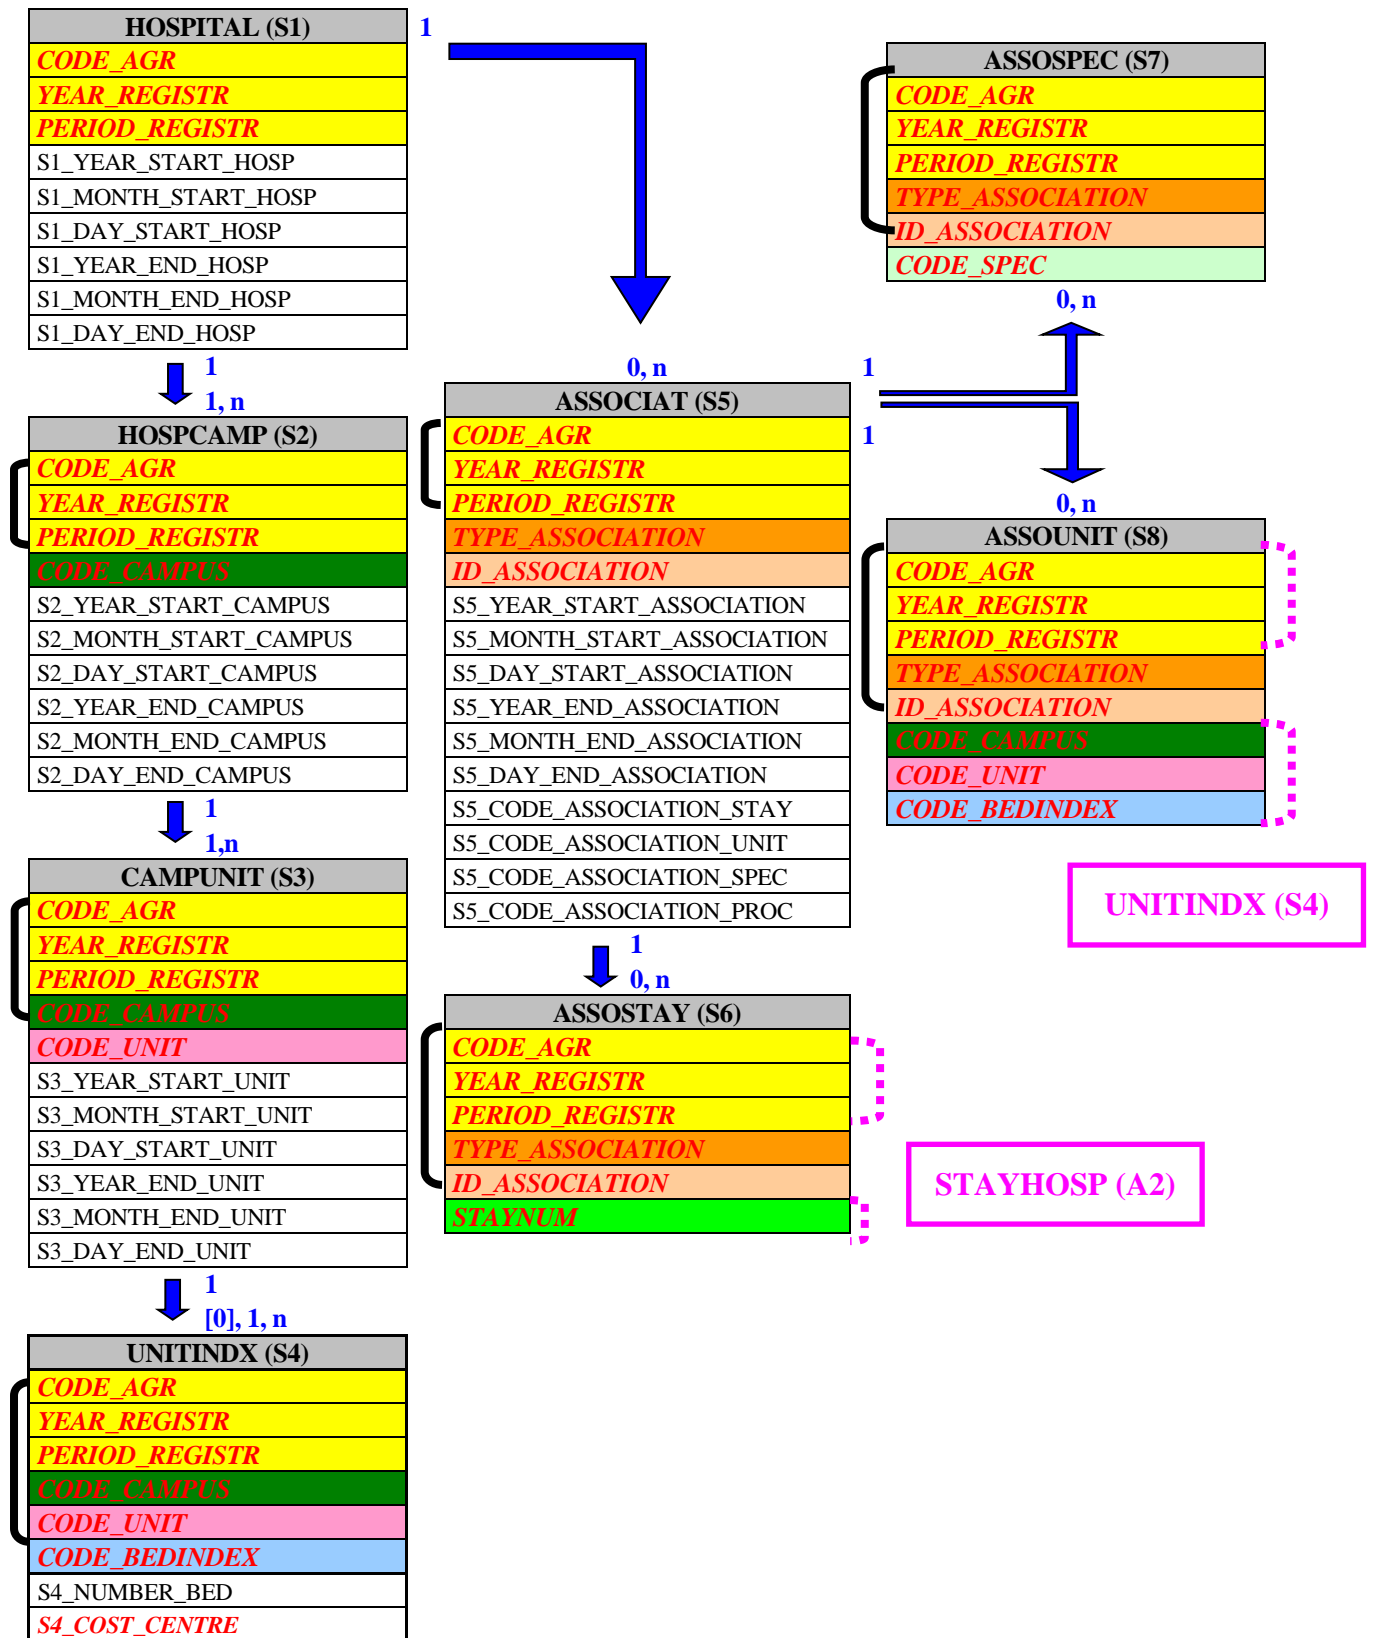 HOSPITAL (S1)
CODE_AGR
YEAR_REGISTR
PERIOD_REGISTR
S1_YEAR_START_HOSP
S1_MONTH_START_HOSP
S1_DAY_START_HOSP
S1_YEAR_END_HOSP
S1_MONTH_END_HOSP
S1_DAY_END_HOSP
1
1, n
HOSPCAMP (S2)
CODE_AGR
YEAR_REGISTR
PERIOD_REGISTR
CODE_CAMPUS
S2_YEAR_START_CAMPUS
S2_MONTH_START_CAMPUS
S2_DAY_START_CAMPUS
S2_YEAR_END_CAMPUS
S2_MONTH_END_CAMPUS
S2_DAY_END_CAMPUS
1
1,n
CAMPUNIT (S3)
CODE_AGR
YEAR_REGISTR
PERIOD_REGISTR
CODE_CAMPUS
CODE_UNIT
S3_YEAR_START_UNIT
S3_MONTH_START_UNIT
S3_DAY_START_UNIT
S3_YEAR_END_UNIT
S3_MONTH_END_UNIT
S3_DAY_END_UNIT
1
[0], 1, n
UNITINDX (S4)
CODE_AGR
YEAR_REGISTR
PERIOD_REGISTR
CODE_CAMPUS
CODE_UNIT
CODE_BEDINDEX
S4_NUMBER_BED
S4_COST_CENTRE
1
0, n
ASSOCIAT (S5)
CODE_AGR
YEAR_REGISTR
PERIOD_REGISTR
TYPE_ASSOCIATION
ID_ASSOCIATION
S5_YEAR_START_ASSOCIATION
S5_MONTH_START_ASSOCIATION
S5_DAY_START_ASSOCIATION
S5_YEAR_END_ASSOCIATION
S5_MONTH_END_ASSOCIATION
S5_DAY_END_ASSOCIATION
S5_CODE_ASSOCIATION_STAY
S5_CODE_ASSOCIATION_UNIT
S5_CODE_ASSOCIATION_SPEC
S5_CODE_ASSOCIATION_PROC
1
0, n
ASSOSTAY (S6)
CODE_AGR
YEAR_REGISTR
PERIOD_REGISTR
TYPE_ASSOCIATION
ID_ASSOCIATION
STAYNUM
STAYHOSP (A2)
ASSOSPEC (S7)
CODE_AGR
YEAR_REGISTR
PERIOD_REGISTR
TYPE_ASSOCIATION
ID_ASSOCIATION
CODE_SPEC
0, n
1
1
0, n
ASSOUNIT (S8)
CODE_AGR
YEAR_REGISTR
PERIOD_REGISTR
TYPE_ASSOCIATION
ID_ASSOCIATION
CODE_CAMPUS
CODE_UNIT
CODE_BEDINDEX
UNITINDX (S4)